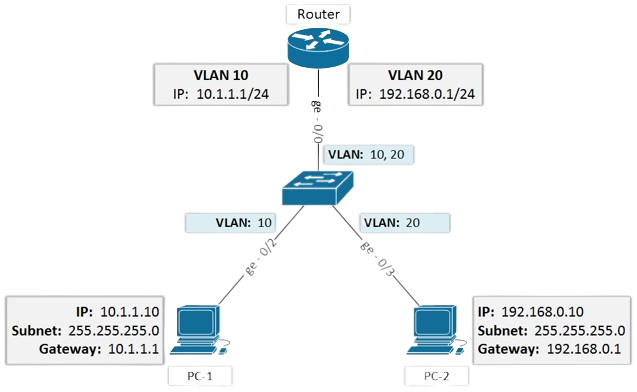 Router
VLAN 10
IP: 10.1.1.1/24
VLAN 20
IP: 192.168.0.1/24
ge - 0/0
VLAN: 10, 20
VLAN: 10
VLAN: 20
ge - 0/2
ge - 0/3
IP: 10.1.1.10
Subnet: 255.255.255.0
Gateway: 10.1.1.1
IP: 192.168.0.10
Subnet: 255.255.255.0
Gateway: 192.168.0.1
PC-1
PC-2